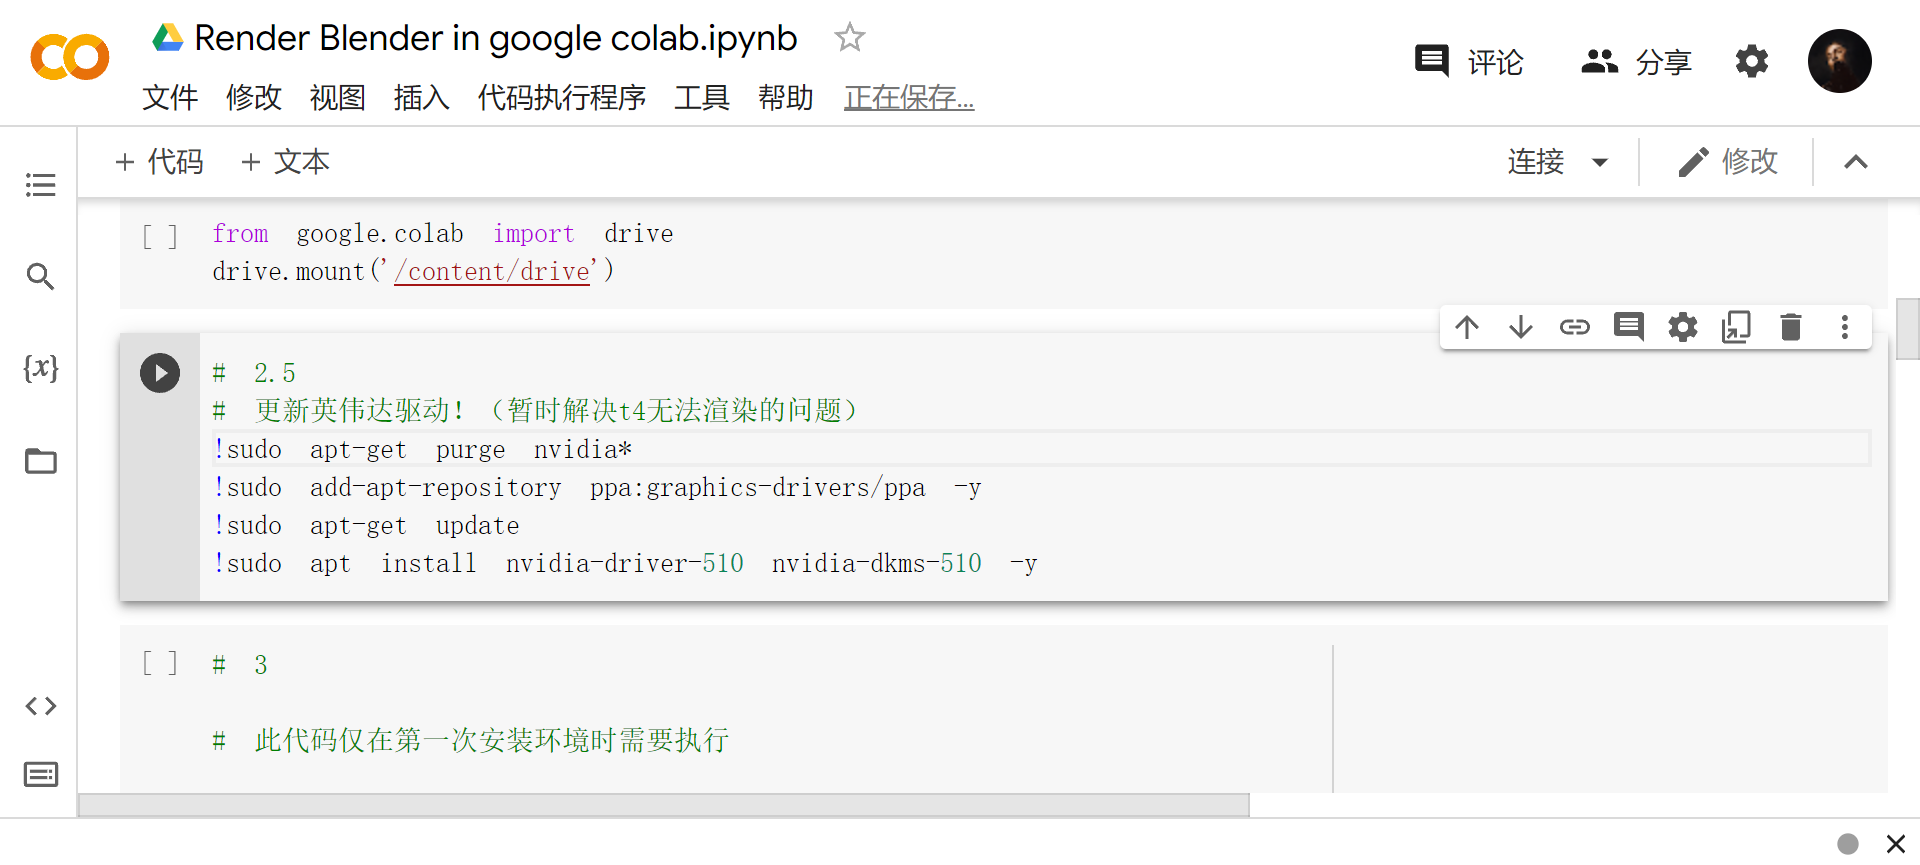 Render Blender in google colab.ipynb
评论
分享
文件 修改 视图 插入 代码执行程序 工具 帮助 正在保存...
+ 代码 + 文本
连接
修改
[ ] from google.colab import drive
drive.mount('/content/drive')
{x}
# 2.5
# 更新英伟达驱动！（暂时解决t4无法渲染的问题）
!sudo apt-get purge nvidia*
!sudo add-apt-repository ppa:graphics-drivers/ppa -y
!sudo apt-get update
!sudo apt install nvidia-driver-510 nvidia-dkms-510 -y
[ ] # 3
# 此代码仅在第一次安装环境时需要执行